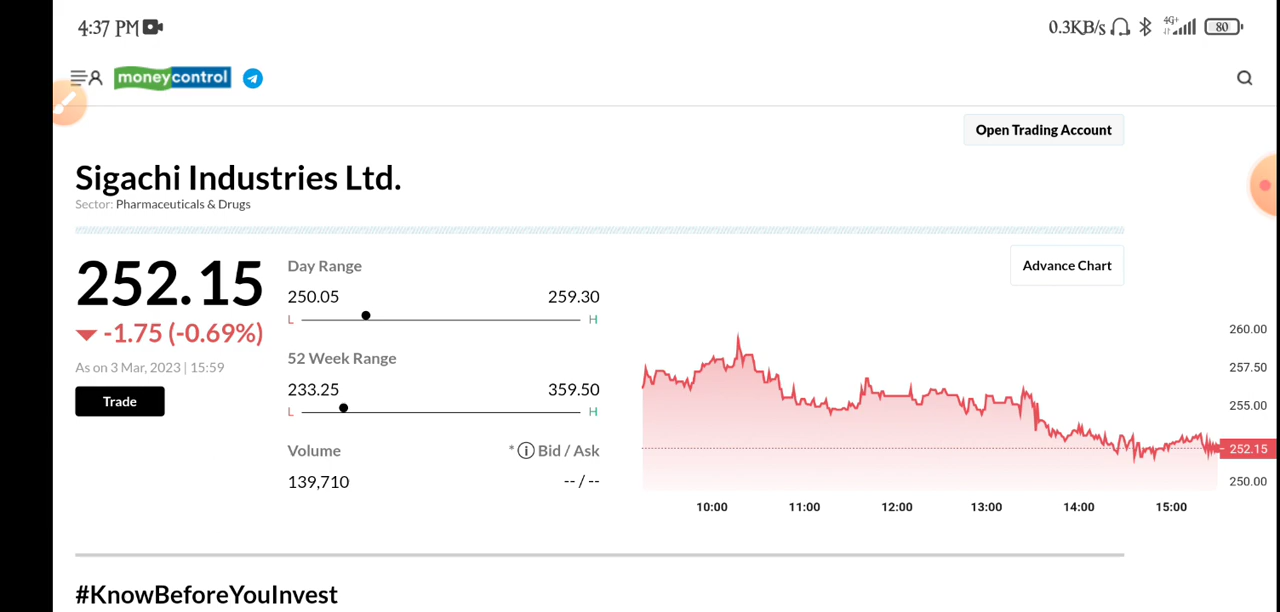 4:37 PM
0.3KB/s 4G+ 80
moneycontrol
Open Trading Account
Sigachi Industries Ltd.
Sector: Pharmaceuticals & Drugs
252.15
-1.75 (-0.69%)
As on 3 Mar, 2023 | 15:59
Trade
Day Range
250.05 259.30
L H
52 Week Range
233.25 359.50
L H
Volume * i Bid / Ask
139,710 -- / --
Advance Chart
260.00
257.50
255.00
252.15
250.00
10:00 11:00 12:00 13:00 14:00 15:00
#KnowBeforeYouInvest